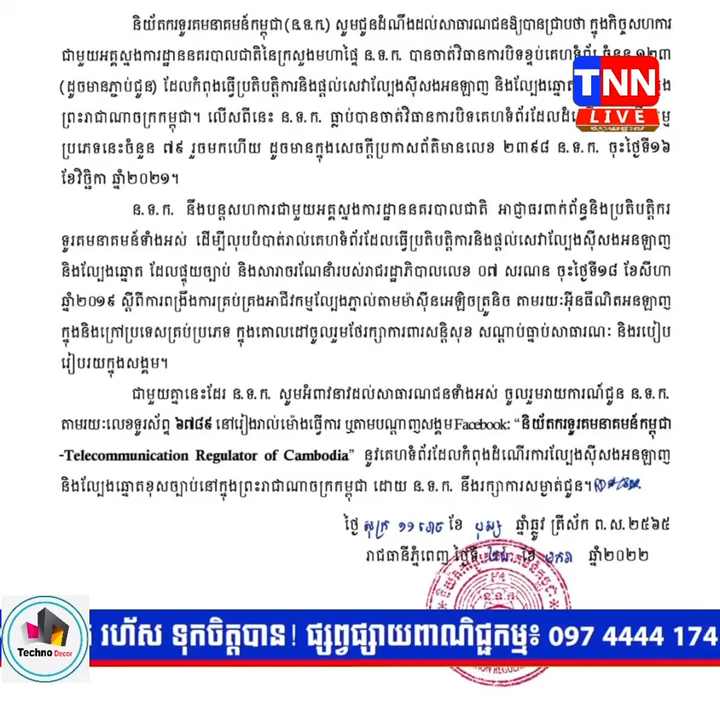 និយ័តករទូរគមនាគមន៍កម្ពុជា(ន.ទ.ក.) សូមជូនដំណឹងដល់សាធារណជនឱ្យបានជ្រាបថា ក្នុងកិច្ចសហការ
ជាមួយអគ្គស្នងការដ្ឋាននគរបាលជាតិនៃក្រសួងមហាផ្ទៃ ន.ទ.ក. បានចាត់វិធានការបិទខ្ទប់គេហទំព័រ ចំនួន ១២៣
(ដូចមានភ្ជាប់ជូន) ដែលកំពុងធ្វើប្រតិបត្តិការនិងផ្តល់សេវាល្បែងស៊ីសងអនឡាញ និងល្បែងឆ្នោត
ព្រះរាជាណាចក្រកម្ពុជា។ លើសពីនេះ ន.ទ.ក. ធ្លាប់បានចាត់វិធានការបិទគេហទំព័រដែល
ប្រភេទនេះចំនួន ៧៩ រួចមកហើយ ដូចមានក្នុងសេចក្តីប្រកាសព័ត៌មានលេខ ២៣៩៨ ន.ទ.ក. ចុះថ្ងៃទី១៦
ខែវិច្ឆិកា ឆ្នាំ២០២១។
ន.ទ.ក. នឹងបន្តសហការជាមួយអគ្គស្នងការដ្ឋាននគរបាលជាតិ អាជ្ញាធរពាក់ព័ន្ធនិងប្រតិបត្តិករ
ទូរគមនាគមន៍ទាំងអស់ ដើម្បីលុបបំបាត់រាល់គេហទំព័រដែលធ្វើប្រតិបត្តិការនិងផ្តល់សេវាល្បែងស៊ីសងអនឡាញ
និងល្បែងឆ្នោត ដែលផ្ទុយច្បាប់ និងសារាចរណែនាំរបស់រាជរដ្ឋាភិបាលលេខ ០៧ សរណន ចុះថ្ងៃទី១៨ ខែសីហា
ឆ្នាំ២០១៩ ស្តីពីការពង្រឹងការគ្រប់គ្រងអាជីវកម្មល្បែងភ្នាល់តាមម៉ាស៊ីនអេឡិចត្រូនិច តាមរយៈអ៊ីនធឺណិតអនឡាញ
ក្នុងនិងក្រៅប្រទេសគ្រប់ប្រភេទ ក្នុងគោលដៅចូលរួមថែរក្សាការពារសន្តិសុខ សណ្តាប់ធ្នាប់សាធារណៈ និងរបៀប
រៀបរយក្នុងសង្គម។
ជាមួយគ្នានេះដែរ ន.ទ.ក. សូមអំពាវនាវដល់សាធារណជនទាំងអស់ ចូលរួមរាយការណ៍ជូន ន.ទ.ក.
តាមរយៈលេខទូរស័ព្ទ ៦៧៨៩ នៅរៀងរាល់ម៉ោងធ្វើការ ឬតាមបណ្តាញសង្គមFacebook: “និយ័តករទូរគមនាគមន៍កម្ពុជា
-Telecommunication Regulator of Cambodia” នូវគេហទំព័រដែលកំពុងដំណើរការល្បែងស៊ីសងអនឡាញ
និងល្បែងឆ្នោតខុសច្បាប់នៅក្នុងព្រះរាជាណាចក្រកម្ពុជា ដោយ ន.ទ.ក. នឹងរក្សាការសម្ងាត់ជូន។
ថ្ងៃ សុក្រ ១១ រោច ខែ បុស្ស ឆ្នាំឆ្លូវ ត្រីស័ក ព.ស.២៥៦៥
រាជធានីភ្នំពេញ ថ្ងៃទី ២៨ ខែ មករា ឆ្នាំ២០២២
TNN
LIVE
Techno Decor
រហ័ស ទុកចិត្តបាន! ផ្សព្វផ្សាយពាណិជ្ជកម្ម៖ 097 4444 174